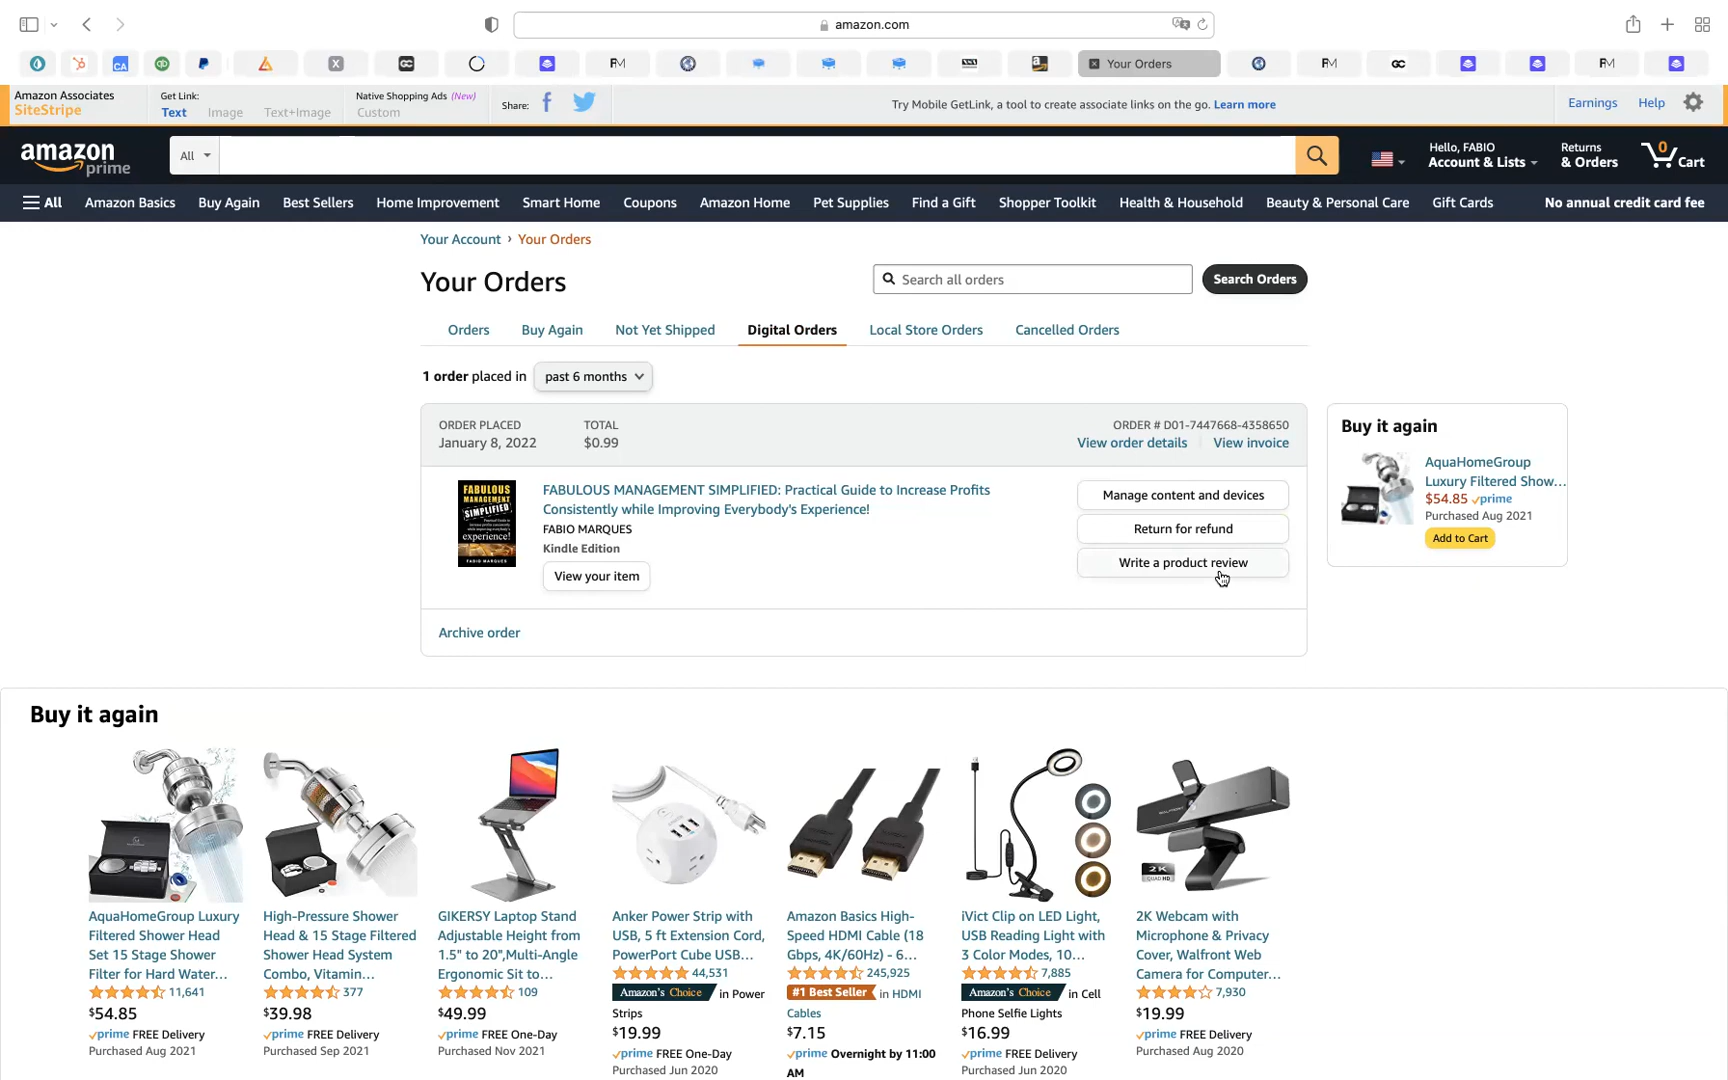 amazon.com
CA
qb
X
GC
FM
a
Your Orders
FM
GC
FM
Amazon Associates
SiteStripe
Get Link:
Text Image Text+Image
Native Shopping Ads (New)
Custom
Share:
Try Mobile GetLink, a tool to create associate links on the go. Learn more
Earnings Help
amazon
prime
All
Hello, FABIO
Account & Lists
Returns
& Orders
0
Cart
All Amazon Basics Buy Again Best Sellers Home Improvement Smart Home Coupons Amazon Home Pet Supplies Find a Gift Shopper Toolkit Health & Household Beauty & Personal Care Gift Cards No annual credit card fee
Your Account › Your Orders
Your Orders
Search all orders
Search Orders
Orders Buy Again Not Yet Shipped Digital Orders Local Store Orders Cancelled Orders
1 order placed in past 6 months
ORDER PLACED
January 8, 2022
TOTAL
$0.99
ORDER # D01-7447668-4358650
View order details View invoice
FABULOUS
MANAGEMENT
SIMPLIFIED
experience!
FABIO MARQUES
FABULOUS MANAGEMENT SIMPLIFIED: Practical Guide to Increase Profits
Consistently while Improving Everybody's Experience!
FABIO MARQUES
Kindle Edition
View your item
Manage content and devices
Return for refund
Write a product review
Archive order
Buy it again
AquaHomeGroup
Luxury Filtered Show...
$54.85 prime
Purchased Aug 2021
Add to Cart
Buy it again
2K
QUAD HD
AquaHomeGroup Luxury
Filtered Shower Head
Set 15 Stage Shower
Filter for Hard Water...
11,641
$54.85
prime FREE Delivery
Purchased Aug 2021
High-Pressure Shower
Head & 15 Stage Filtered
Shower Head System
Combo, Vitamin...
377
$39.98
prime FREE Delivery
Purchased Sep 2021
GIKERSY Laptop Stand
Adjustable Height from
1.5" to 20",Multi-Angle
Ergonomic Sit to...
109
$49.99
prime FREE One-Day
Purchased Nov 2021
Anker Power Strip with
USB, 5 ft Extension Cord,
PowerPort Cube USB...
44,531
Amazon's Choice in Power
Strips
$19.99
prime FREE One-Day
Purchased Jun 2020
Amazon Basics High-
Speed HDMI Cable (18
Gbps, 4K/60Hz) - 6...
245,925
#1 Best Seller in HDMI
Cables
$7.15
prime Overnight by 11:00
AM
iVict Clip on LED Light,
USB Reading Light with
3 Color Modes, 10...
7,885
Amazon's Choice in Cell
Phone Selfie Lights
$16.99
prime FREE Delivery
Purchased Jun 2020
2K Webcam with
Microphone & Privacy
Cover, Walfront Web
Camera for Computer...
7,930
$19.99
prime FREE Delivery
Purchased Aug 2020